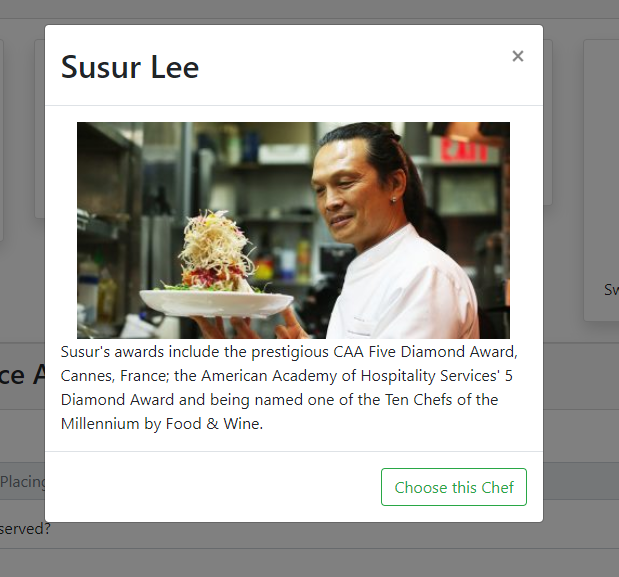 Susur Lee
×
EXIT
Sw
Susur's awards include the prestigious CAA Five Diamond Award,
Cannes, France; the American Academy of Hospitality Services' 5
Diamond Award and being named one of the Ten Chefs of the
Millennium by Food & Wine.
ce A
Placing
Choose this Chef
served?